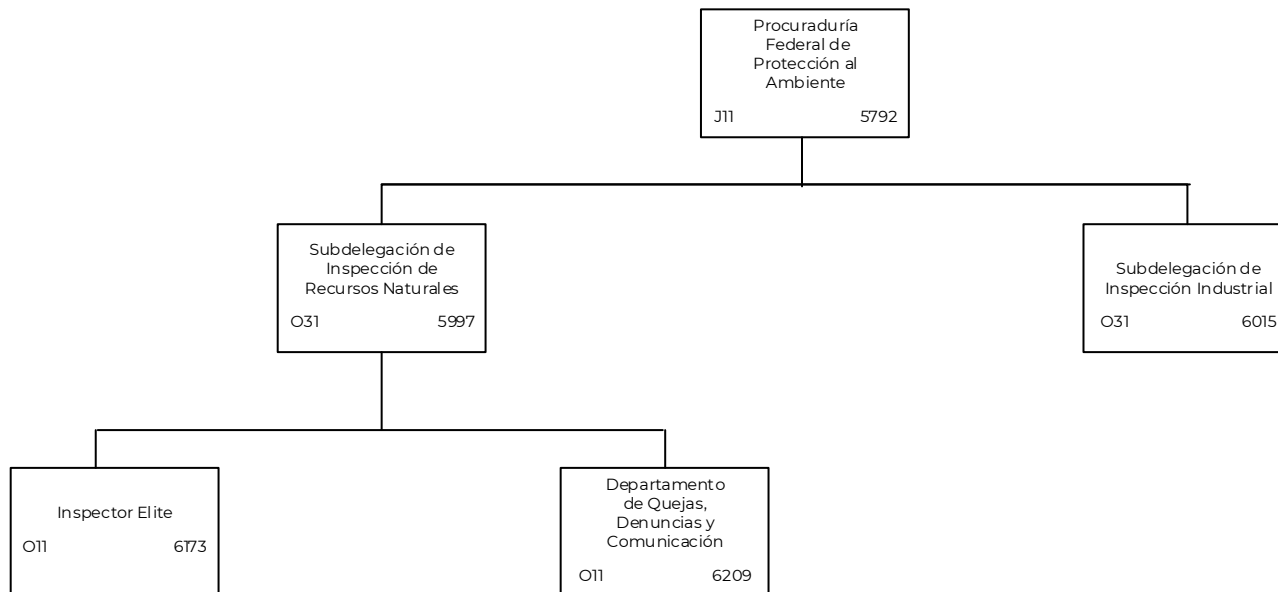 Procuraduría
Federal de
Protección al
Ambiente
J11 5792
Subdelegación de
Inspección de
Recursos Naturales
O31 5997
Subdelegación de
Inspección Industrial
O31 6015
Inspector Elite
O11 6173
Departamento
de Quejas,
Denuncias y
Comunicación
O11 6209